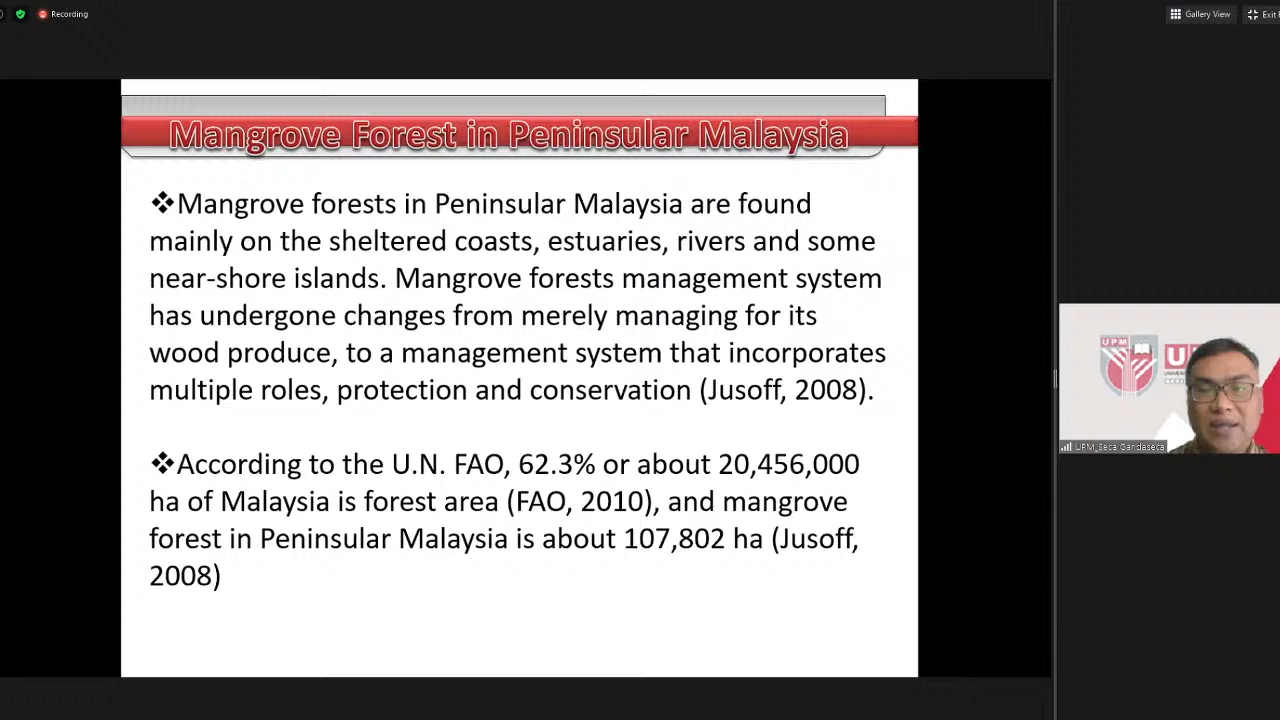 Recording
Gallery View
Exit
Mangrove Forest in Peninsular Malaysia
❖Mangrove forests in Peninsular Malaysia are found
mainly on the sheltered coasts, estuaries, rivers and some
near-shore islands. Mangrove forests management system
has undergone changes from merely managing for its
wood produce, to a management system that incorporates
multiple roles, protection and conservation (Jusoff, 2008).
❖According to the U.N. FAO, 62.3% or about 20,456,000
ha of Malaysia is forest area (FAO, 2010), and mangrove
forest in Peninsular Malaysia is about 107,802 ha (Jusoff,
2008)
UPM
UPM_Seca Gandaseca